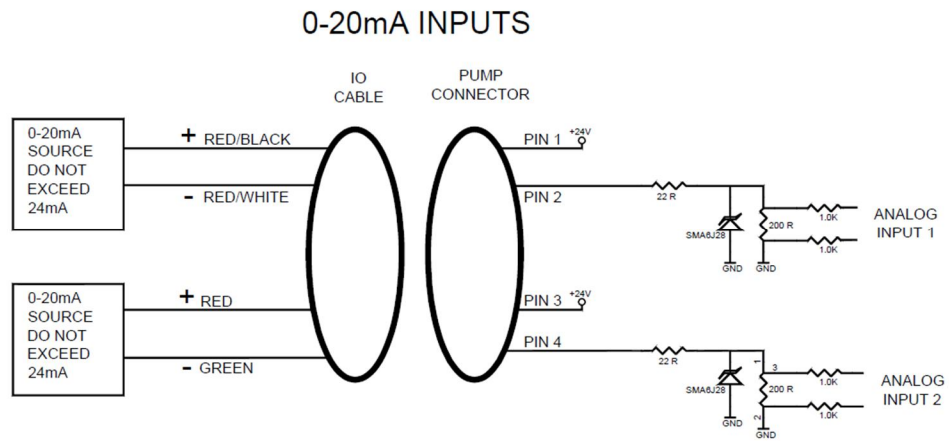 0-20mA INPUTS
IO
CABLE
PUMP
CONNECTOR
0-20mA
SOURCE
DO NOT
EXCEED
24mA
+ RED/BLACK
- RED/WHITE
PIN 1
+24V
PIN 2
22 R
SMA6J28
GND
200 R
GND
1.0K
1.0K
ANALOG
INPUT 1
0-20mA
SOURCE
DO NOT
EXCEED
24mA
+ RED
- GREEN
PIN 3
+24V
PIN 4
22 R
SMA6J28
GND
1
3
200 R
2
GND
1.0K
1.0K
ANALOG
INPUT 2